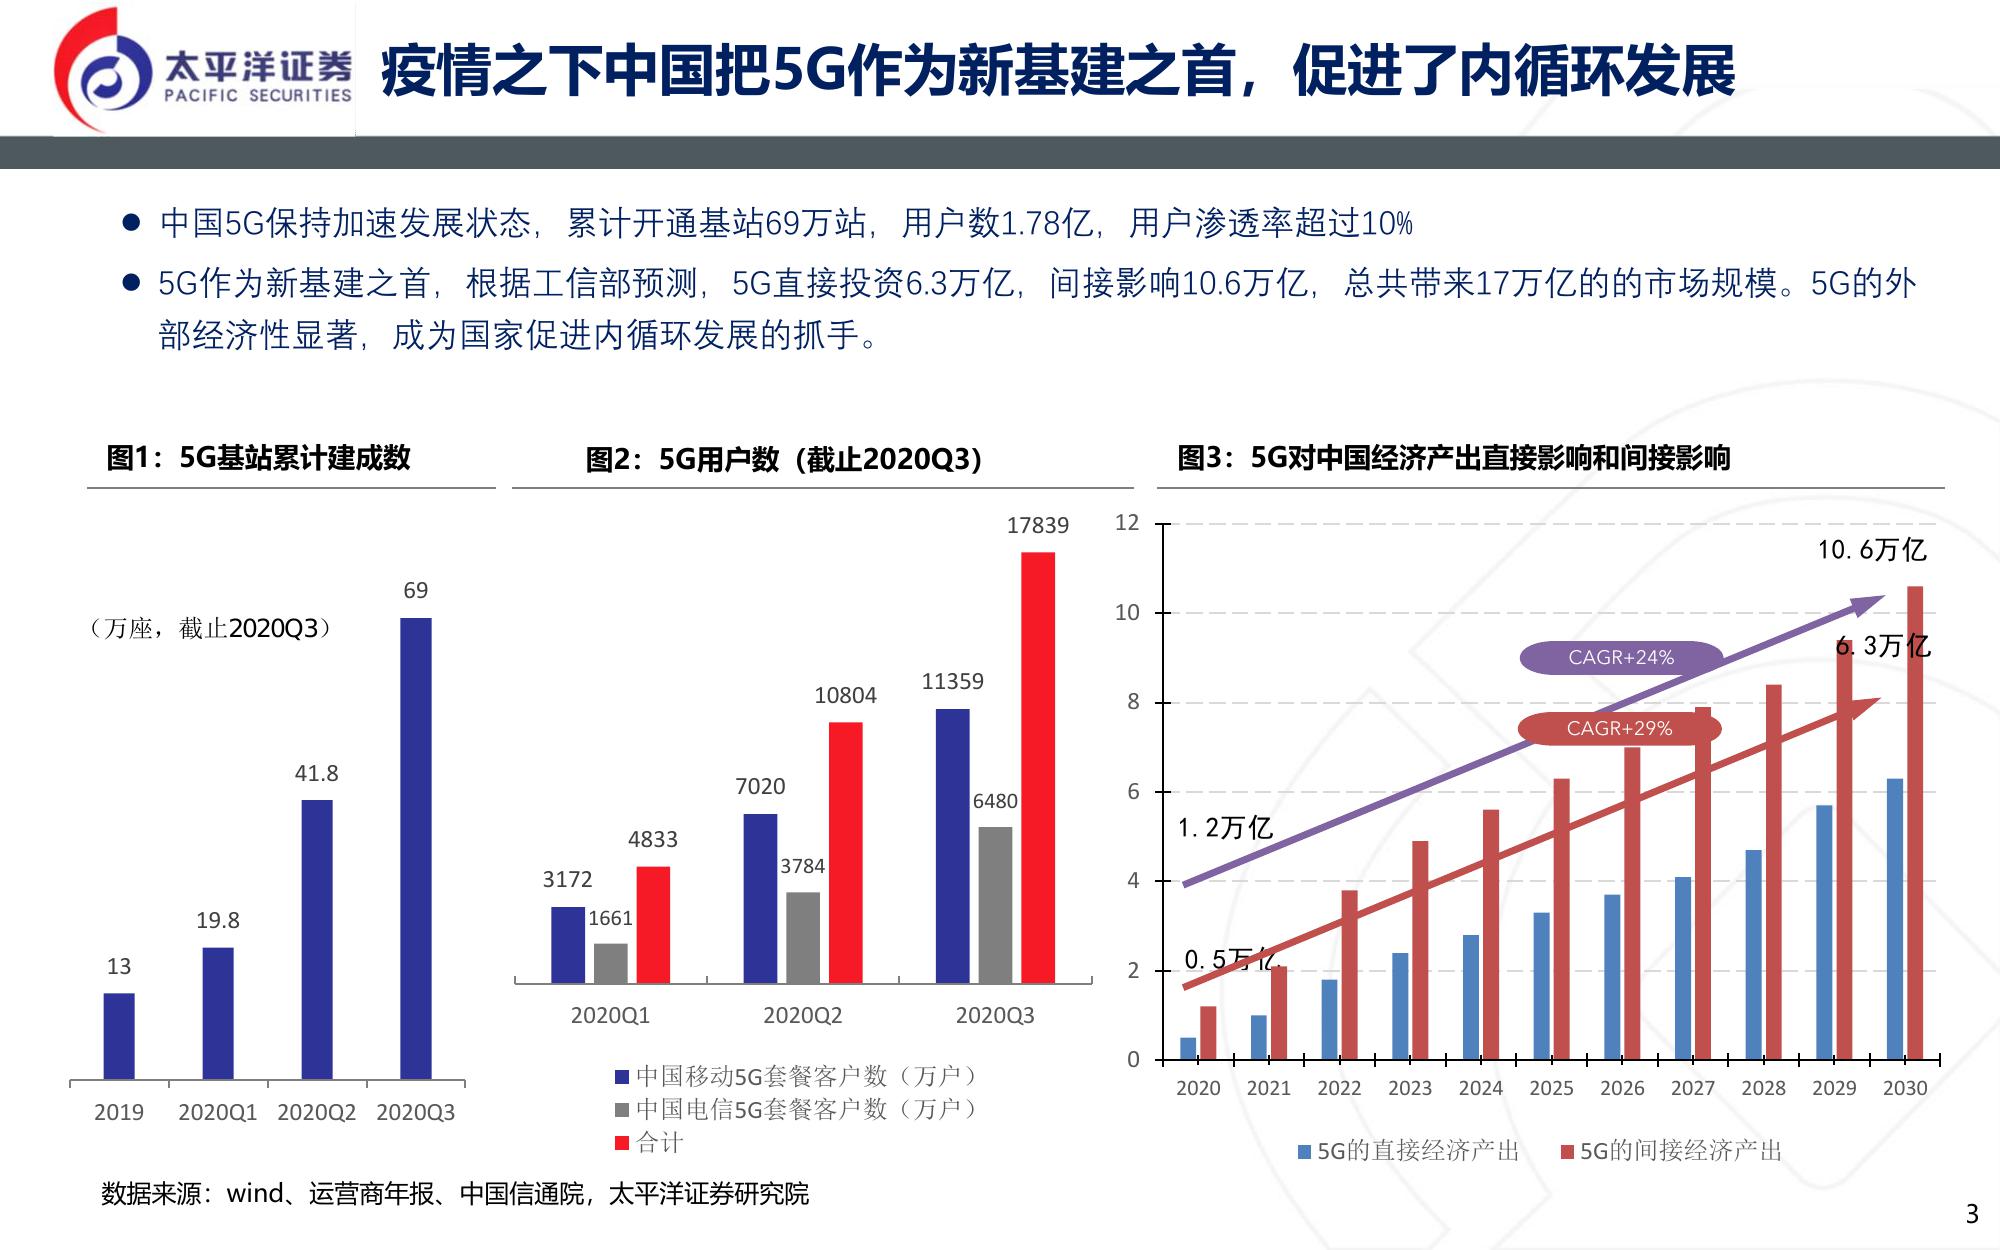 太平洋证券
PACIFIC SECURITIES
疫情之下中国把5G作为新基建之首，促进了内循环发展
● 中国5G保持加速发展状态，累计开通基站69万站，用户数1.78亿，用户渗透率超过10%
● 5G作为新基建之首，根据工信部预测，5G直接投资6.3万亿，间接影响10.6万亿，总共带来17万亿的的市场规模。5G的外
部经济性显著，成为国家促进内循环发展的抓手。
图1：5G基站累计建成数
（万座，截止2020Q3）
13
19.8
41.8
69
2019 2020Q1 2020Q2 2020Q3
图2：5G用户数（截止2020Q3）
3172
1661
4833
7020
3784
10804
11359
6480
17839
2020Q1 2020Q2 2020Q3
中国移动5G套餐客户数（万户）
中国电信5G套餐客户数（万户）
合计
图3：5G对中国经济产出直接影响和间接影响
12
10
8
6
4
2
0
10.6万亿
6.3万亿
CAGR+24%
CAGR+29%
1.2万亿
0.5万亿
2020 2021 2022 2023 2024 2025 2026 2027 2028 2029 2030
5G的直接经济产出 5G的间接经济产出
数据来源：wind、运营商年报、中国信通院，太平洋证券研究院
3